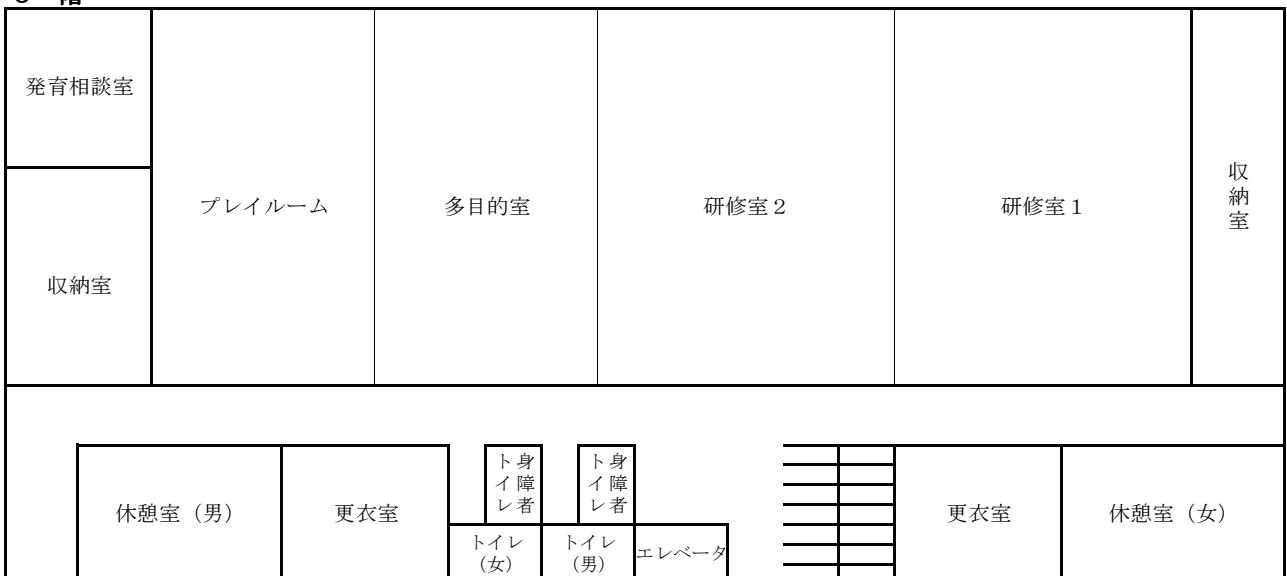 発育相談室
収納室
プレイルーム
多目的室
研修室２
研修室１
収納室
休憩室（男）
更衣室
身障者トイレ
身障者トイレ
トイレ
（女）
トイレ
（男）
エレベータ
更衣室
休憩室（女）